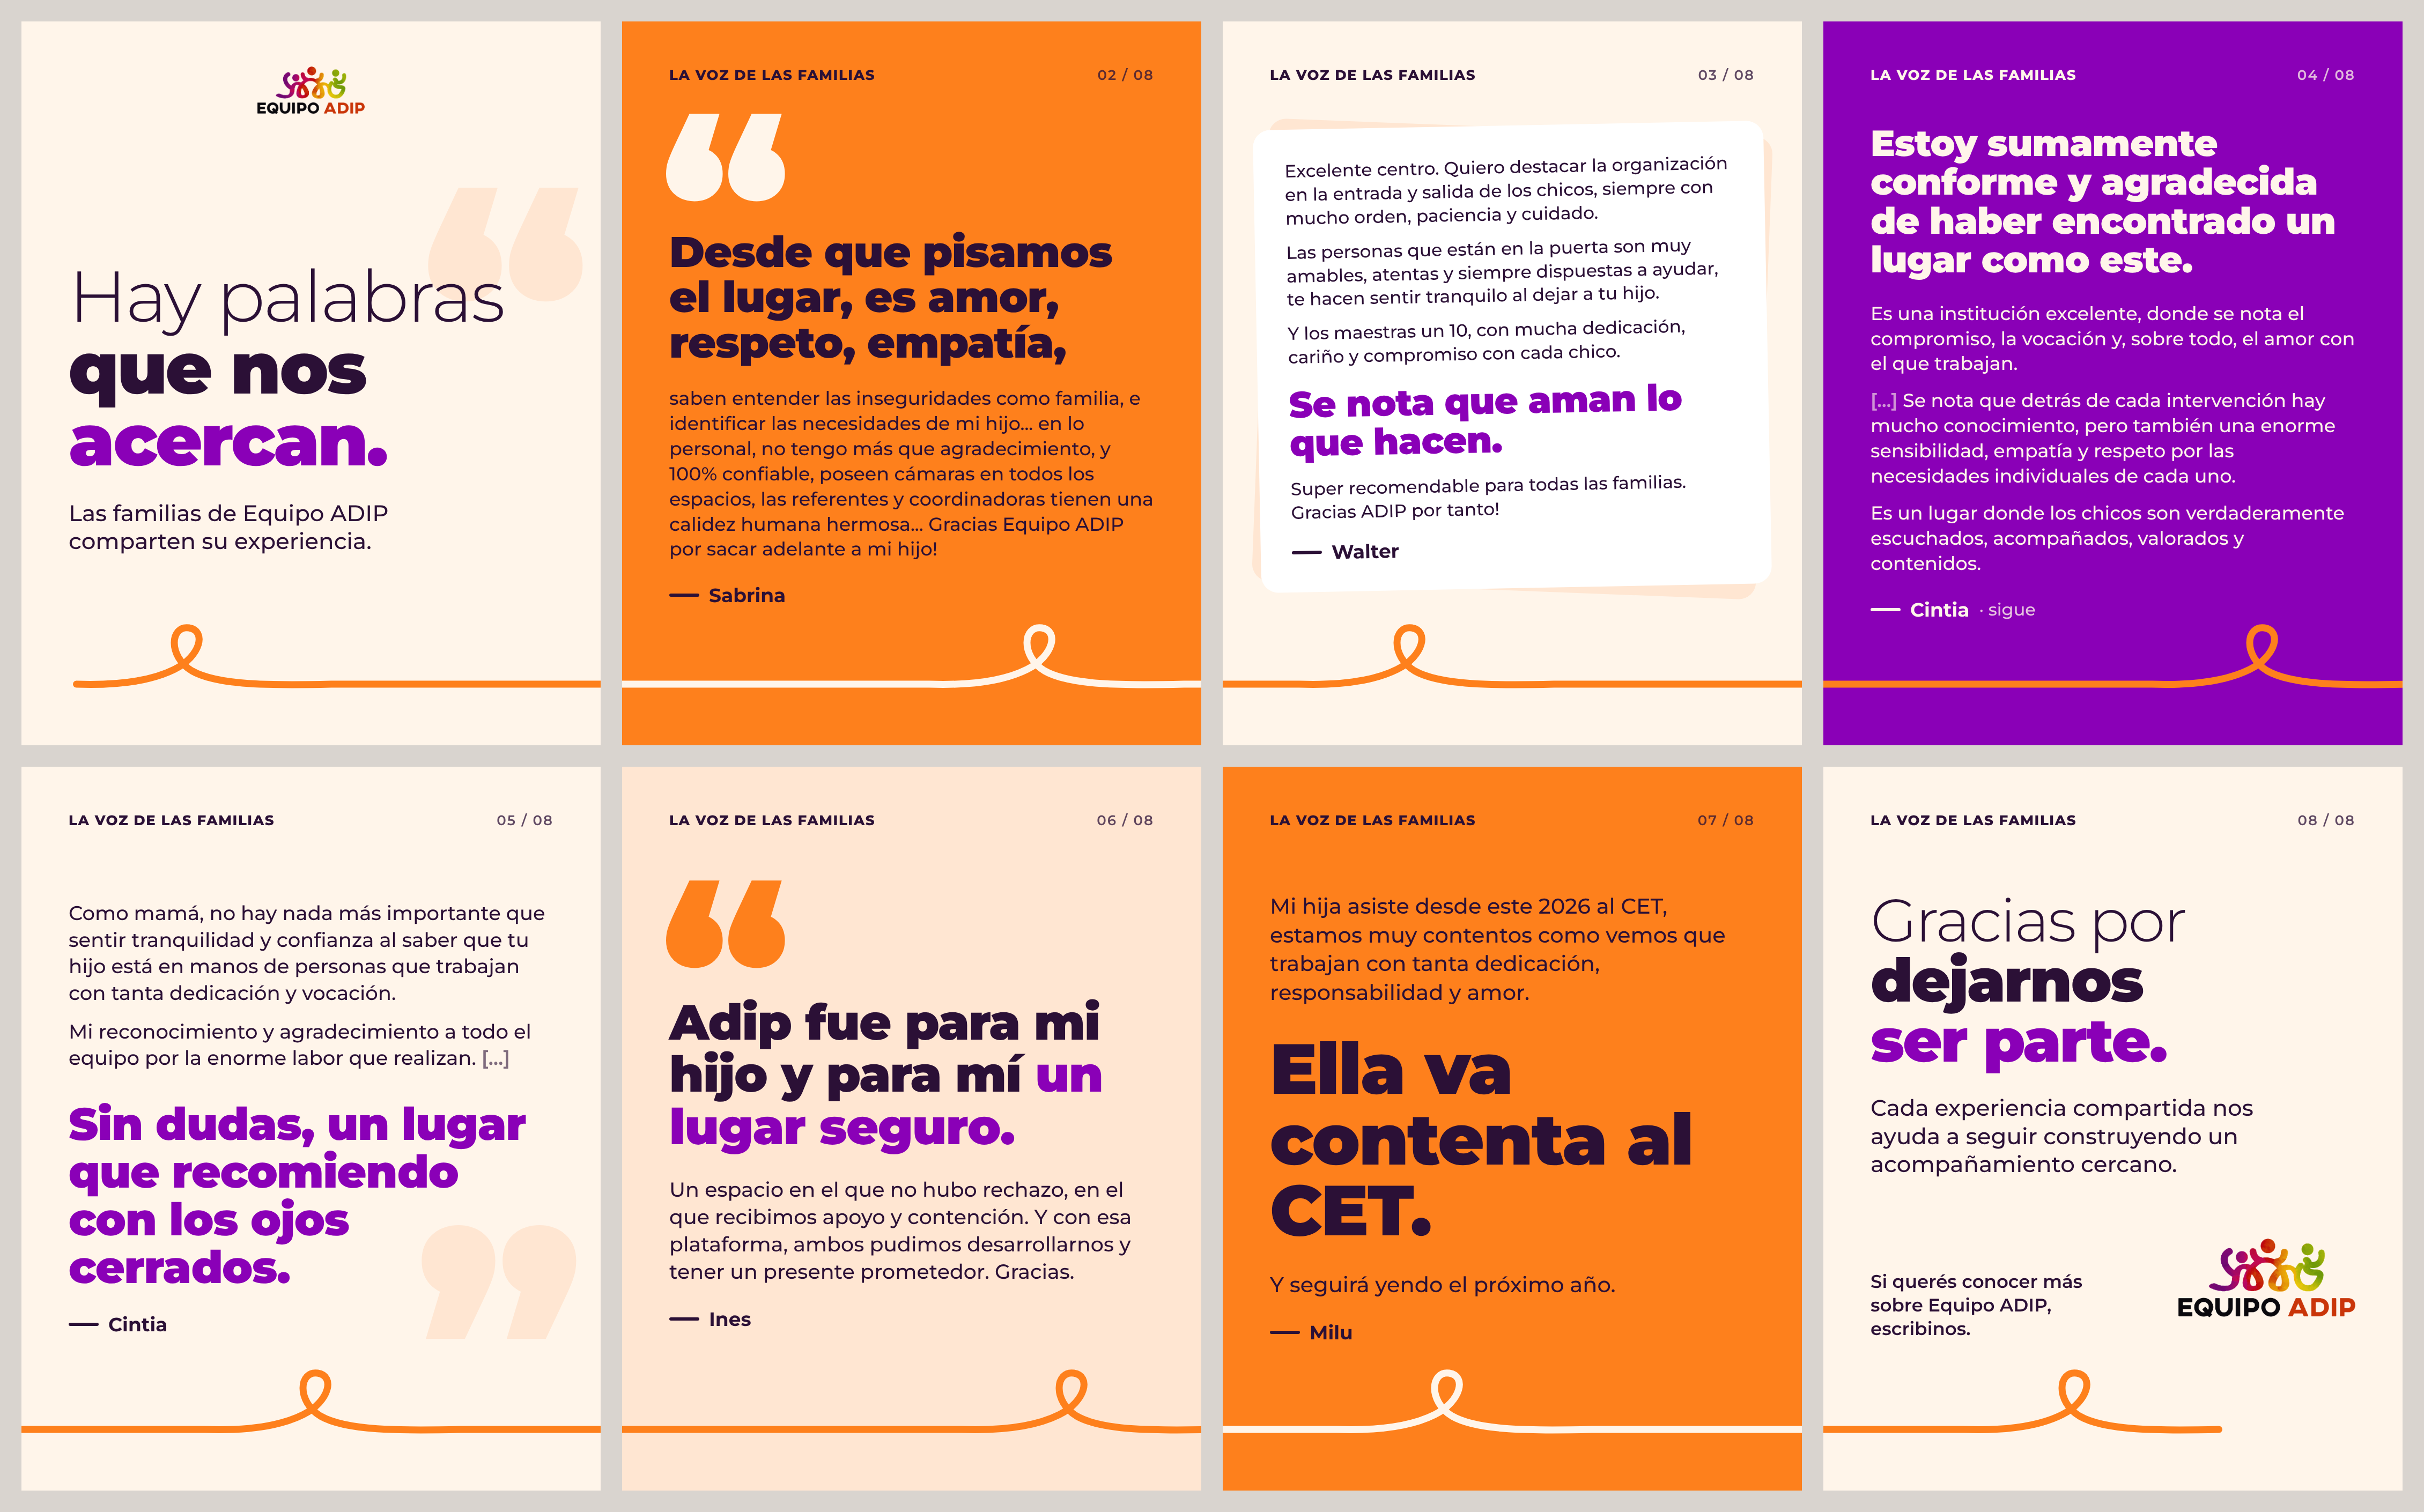 EQUIPO ADIP
Hay palabras
que nos
acercan.
Las familias de Equipo ADIP
comparten su experiencia.
LA VOZ DE LAS FAMILIAS
02 / 08
“
Desde que pisamos
el lugar, es amor,
respeto, empatía,
saben entender las inseguridades como familia, e
identificar las necesidades de mi hijo... en lo
personal, no tengo más que agradecimiento, y
100% confiable, poseen cámaras en todos los
espacios, las referentes y coordinadoras tienen una
calidez humana hermosa... Gracias Equipo ADIP
por sacar adelante a mi hijo!
— Sabrina
LA VOZ DE LAS FAMILIAS
03 / 08
Excelente centro. Quiero destacar la organización
en la entrada y salida de los chicos, siempre con
mucho orden, paciencia y cuidado.
Las personas que están en la puerta son muy
amables, atentas y siempre dispuestas a ayudar,
te hacen sentir tranquilo al dejar a tu hijo.
Y los maestras un 10, con mucha dedicación,
cariño y compromiso con cada chico.
Se nota que aman lo
que hacen.
Super recomendable para todas las familias.
Gracias ADIP por tanto!
— Walter
LA VOZ DE LAS FAMILIAS
04 / 08
Estoy sumamente
conforme y agradecida
de haber encontrado un
lugar como este.
Es una institución excelente, donde se nota el
compromiso, la vocación y, sobre todo, el amor con
el que trabajan.
[...] Se nota que detrás de cada intervención hay
mucho conocimiento, pero también una enorme
sensibilidad, empatía y respeto por las
necesidades individuales de cada uno.
Es un lugar donde los chicos son verdaderamente
escuchados, acompañados, valorados y
contenidos.
— Cintia · sigue
LA VOZ DE LAS FAMILIAS
05 / 08
Como mamá, no hay nada más importante que
sentir tranquilidad y confianza al saber que tu
hijo está en manos de personas que trabajan
con tanta dedicación y vocación.
Mi reconocimiento y agradecimiento a todo el
equipo por la enorme labor que realizan. [...]
Sin dudas, un lugar
que recomiendo
con los ojos
cerrados.
”
— Cintia
LA VOZ DE LAS FAMILIAS
06 / 08
“
Adip fue para mi
hijo y para mí un
lugar seguro.
Un espacio en el que no hubo rechazo, en el
que recibimos apoyo y contención. Y con esa
plataforma, ambos pudimos desarrollarnos y
tener un presente prometedor. Gracias.
— Ines
LA VOZ DE LAS FAMILIAS
07 / 08
Mi hija asiste desde este 2026 al CET,
estamos muy contentos como vemos que
trabajan con tanta dedicación,
responsabilidad y amor.
Ella va
contenta al
CET.
Y seguirá yendo el próximo año.
— Milu
LA VOZ DE LAS FAMILIAS
08 / 08
Gracias por
dejarnos
ser parte.
Cada experiencia compartida nos
ayuda a seguir construyendo un
acompañamiento cercano.
Si querés conocer más
sobre Equipo ADIP,
escribinos.
EQUIPO ADIP